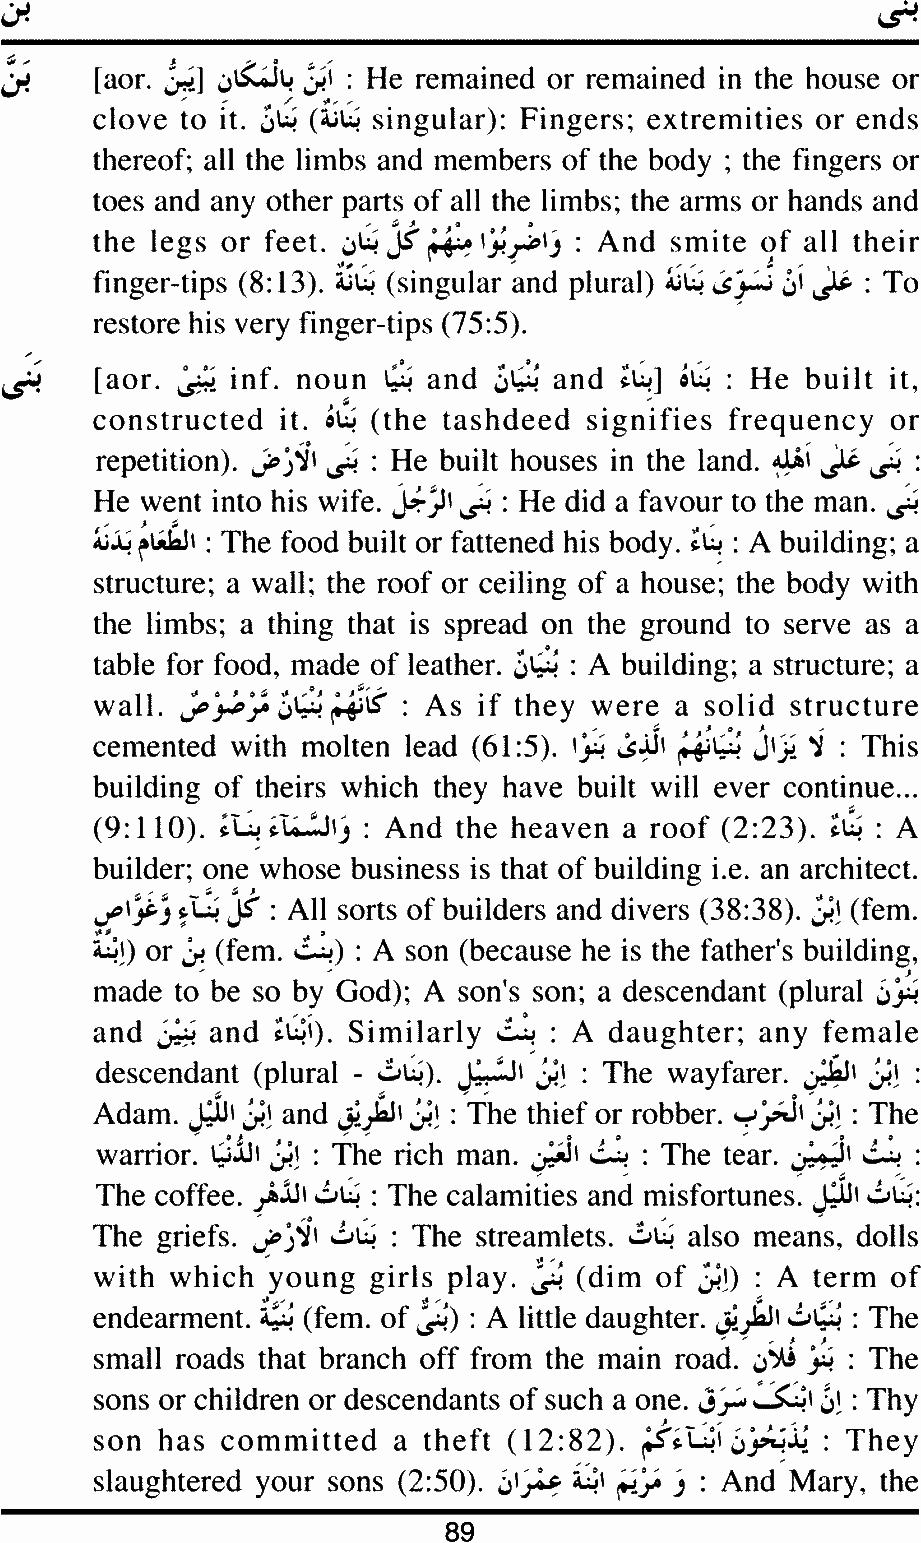 بن بنی
بَنَّ [aor. يَبِنُّ] اَبَنَّ بِالْمَكَانِ : He remained or remained in the house or
clove to it. بَنَانٌ (بَنَانَةٌ singular): Fingers; extremities or ends
thereof; all the limbs and members of the body ; the fingers or
toes and any other parts of all the limbs; the arms or hands and
the legs or feet. وَاضْرِبُوْا مِنْهُمْ كُلَّ بَنَانٍ : And smite of all their
finger-tips (8:13). بَنَانَةٌ (singular and plural) عَلٰى اَنْ نُّسَوِّىَ بَنَانَهُ : To
restore his very finger-tips (75:5).
بَنَى [aor. يَبْنِىْ inf. noun بَنْيًا and بُنْيَانٌ and بِنَاءٌ] بَنَاهُ : He built it,
constructed it. بَنَّاهُ (the tashdeed signifies frequency or
repetition). بَنٰى الْاَرْضَ : He built houses in the land. بَنٰى عَلٰى اَهْلِهِ :
He went into his wife. بَنٰى الرَّجُلَ : He did a favour to the man. بَنٰى
الطَّعَامُ بَدَنَهُ : The food built or fattened his body. بِنَاءٌ : A building; a
structure; a wall; the roof or ceiling of a house; the body with
the limbs; a thing that is spread on the ground to serve as a
table for food, made of leather. بُنْيَانٌ : A building; a structure; a
wall. كَاَنَّهُمْ بُنْيَانٌ مَّرْصُوْصٌ : As if they were a solid structure
cemented with molten lead (61:5). لَا يَزَالُ بُنْيَانُهُمُ الَّذِىْ بَنَوْا : This
building of theirs which they have built will ever continue...
(9:110). وَالسَّمَآءَ بِنَآءً : And the heaven a roof (2:23). بَنَّاءٌ : A
builder; one whose business is that of building i.e. an architect.
كُلَّ بَنَّآءٍ وَّغَوَّاصٍ : All sorts of builders and divers (38:38). اِبْنٌ (fem.
اِبْنَةٌ) or بِنْ (fem. بِنْتٌ) : A son (because he is the father's building,
made to be so by God); A son's son; a descendant (plural بَنُوْنَ
and بَنِيْنَ and اَبْنَاءٌ). Similarly بِنْتٌ : A daughter; any female
descendant (plural - بَنَاتٌ). اِبْنُ السَّبِيْلِ : The wayfarer. اِبْنُ الطِّيْنِ :
Adam. اِبْنُ اللَّيْلِ and اِبْنُ الطَّرِيْقِ : The thief or robber. اِبْنُ الْحَرْبِ : The
warrior. اِبْنُ الدُّنْيَا : The rich man. بِنْتُ الْعَيْنِ : The tear. بِنْتُ الْيَمِيْنِ :
The coffee. بَنَاتُ الدَّهْرِ : The calamities and misfortunes. بَنَاتُ اللَّيْلِ:
The griefs. بَنَاتُ الْاَرْضِ : The streamlets. بَنَاتٌ also means, dolls
with which young girls play. بُنَىٌّ (dim of اِبْنٌ) : A term of
endearment. بُنَيَّةٌ (fem. of بُنَىٌّ) : A little daughter. بُنَيَّاتُ الطَّرِيْقِ : The
small roads that branch off from the main road. بَنُوْ فُلَانٍ : The
sons or children or descendants of such a one. اِنَّ ابْنَكَ سَرَقَ : Thy
son has committed a theft (12:82). يُذَبِّحُوْنَ اَبْنَآءَكُمْ : They
slaughtered your sons (2:50). وَ مَرْيَمَ ابْنَةَ عِمْرَانَ : And Mary, the
89